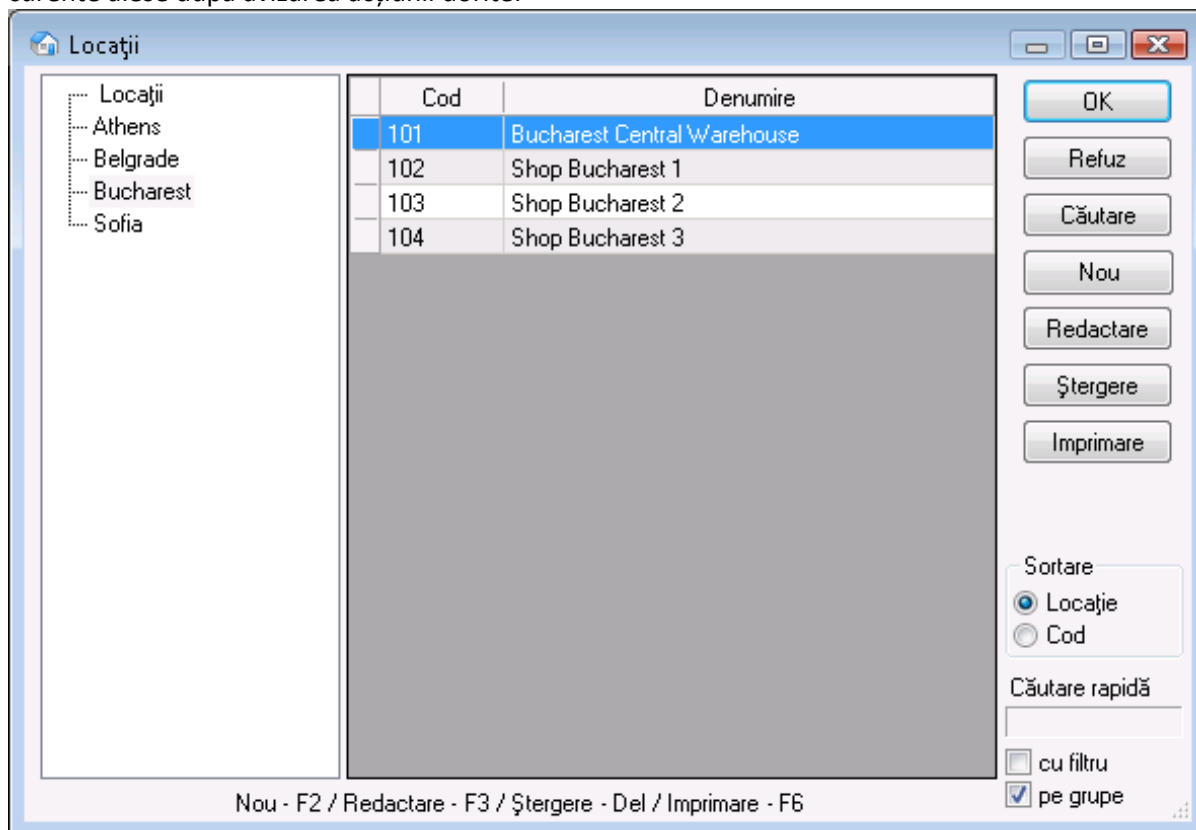 Locaţii
Locaţii
Athens
Belgrade
Bucharest
Sofia
Cod Denumire
101 Bucharest Central Warehouse
102 Shop Bucharest 1
103 Shop Bucharest 2
104 Shop Bucharest 3
OK
Refuz
Căutare
Nou
Redactare
Ştergere
Imprimare
Sortare
Locaţie
Cod
Căutare rapidă
cu filtru
pe grupe
Nou - F2 / Redactare - F3 / Ştergere - Del / Imprimare - F6